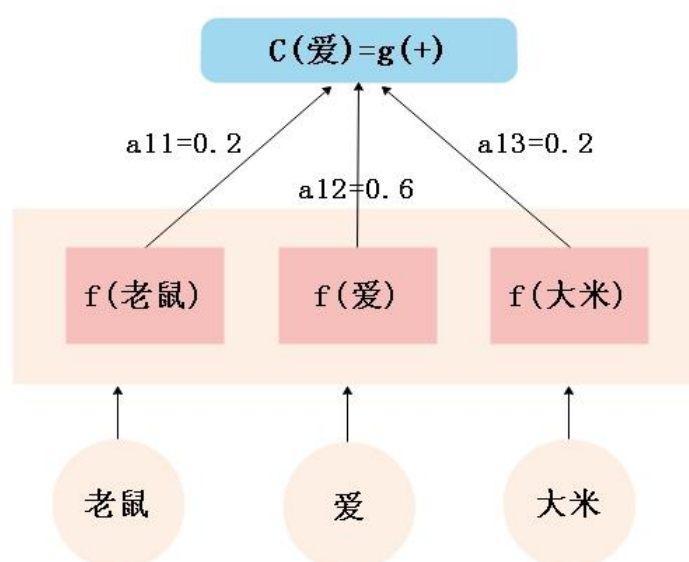 C(爱)=g(+)
a11=0.2
a13=0.2
a12=0.6
f(老鼠)
f(爱)
f(大米)
老鼠
爱
大米